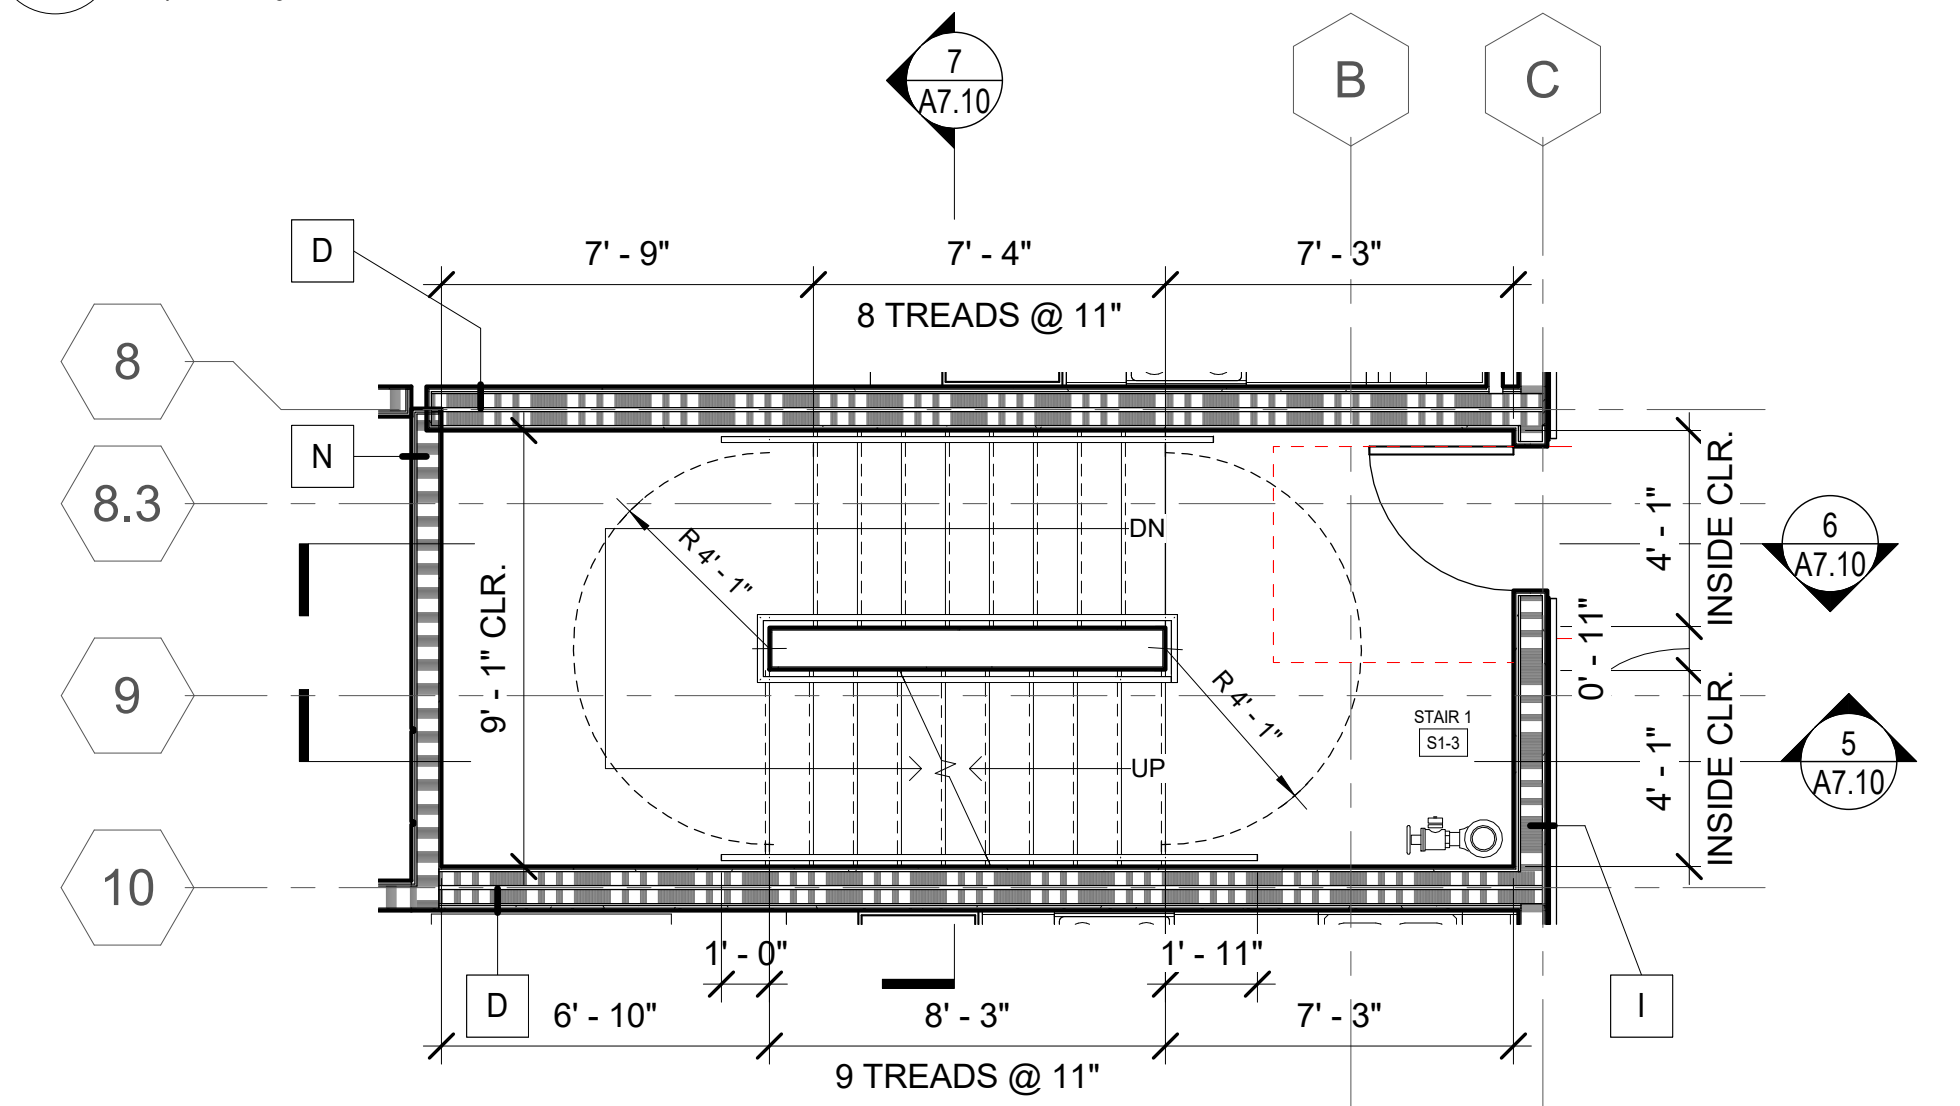 7
A7.10
B
C
D
7' - 9"
7' - 4"
7' - 3"
8 TREADS @ 11"
8
N
8.3
DN
R 4' - 1"
9' - 1" CLR.
4' - 1"
INSIDE CLR.
6
A7.10
0' - 11"
9
R 4' - 1"
STAIR 1
S1-3
UP
4' - 1"
INSIDE CLR.
5
A7.10
10
1' - 0"
1' - 11"
D
6' - 10"
8' - 3"
7' - 3"
I
9 TREADS @ 11"